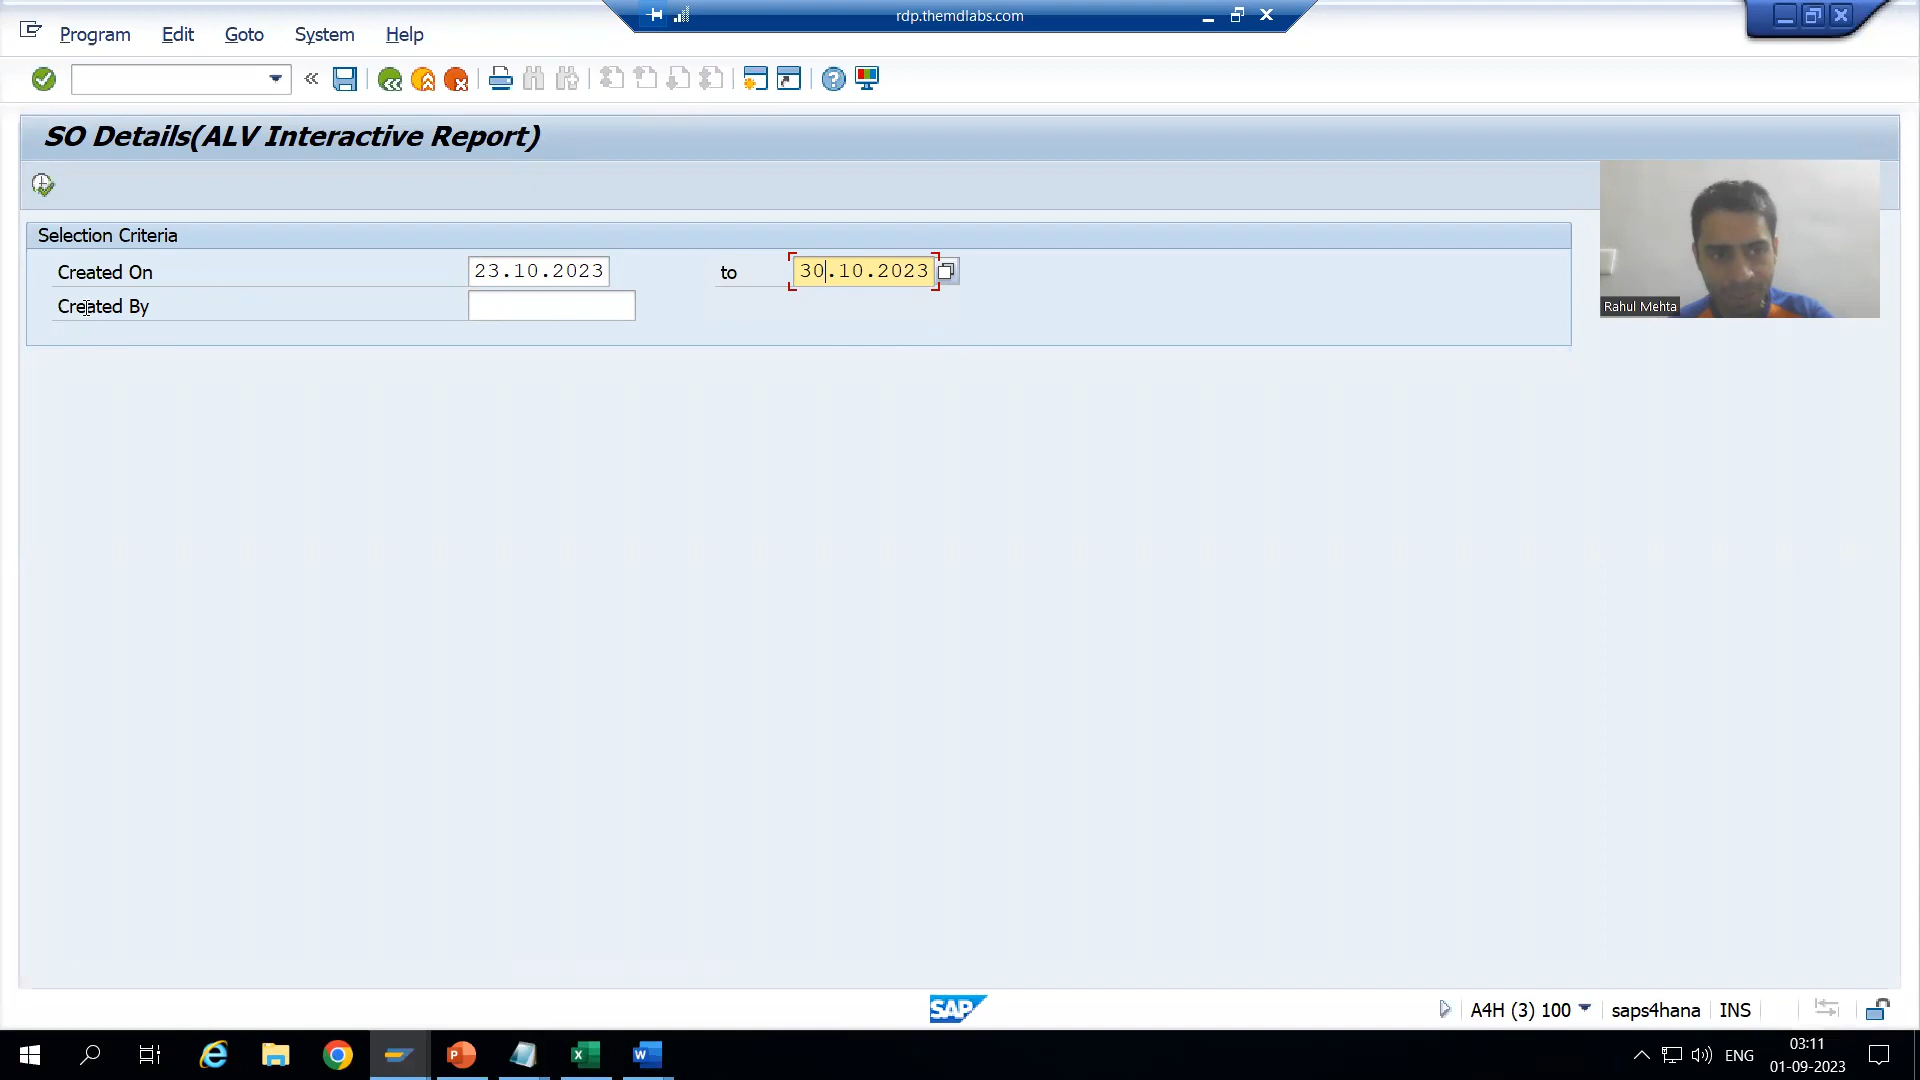 rdp.themdlabs.com
Program Edit Goto System Help
SO Details(ALV Interactive Report)
Selection Criteria
Created On 23.10.2023 to 30.10.2023
Created By
Rahul Mehta
SAP
A4H (3) 100 saps4hana INS
ENG 03:11
01-09-2023